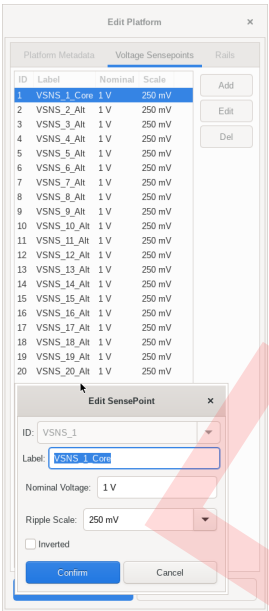 Edit Platform ×
Platform Metadata Voltage Sensepoints Rails
ID Label Nominal Scale
Add
1 VSNS_1_Core 1 V 250 mV
2 VSNS_2_Alt 1 V 250 mV
Edit
3 VSNS_3_Alt 1 V 250 mV
4 VSNS_4_Alt 1 V 250 mV
Del
5 VSNS_5_Alt 1 V 250 mV
6 VSNS_6_Alt 1 V 250 mV
7 VSNS_7_Alt 1 V 250 mV
8 VSNS_8_Alt 1 V 250 mV
9 VSNS_9_Alt 1 V 250 mV
10 VSNS_10_Alt 1 V 250 mV
11 VSNS_11_Alt 1 V 250 mV
12 VSNS_12_Alt 1 V 250 mV
13 VSNS_13_Alt 1 V 250 mV
14 VSNS_14_Alt 1 V 250 mV
15 VSNS_15_Alt 1 V 250 mV
16 VSNS_16_Alt 1 V 250 mV
17 VSNS_17_Alt 1 V 250 mV
18 VSNS_18_Alt 1 V 250 mV
19 VSNS_19_Alt 1 V 250 mV
20 VSNS_20_Alt 1 V 250 mV
Edit SensePoint ×
ID: VSNS_1
Label: VSNS_1_Core
Nominal Voltage: 1 V
Ripple Scale: 250 mV
Inverted
Confirm Cancel